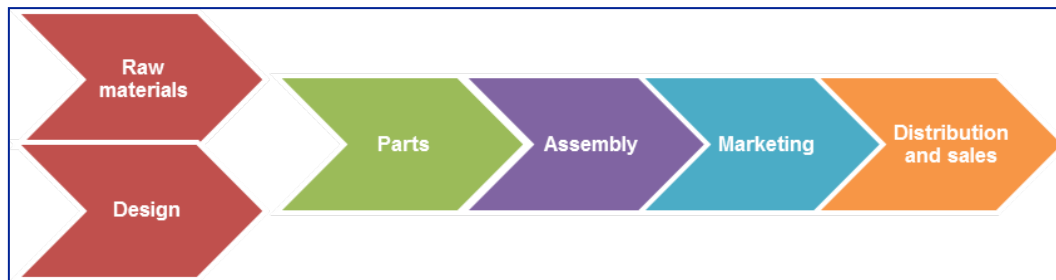 Raw
materials
Design
Parts
Assembly
Marketing
Distribution
and sales